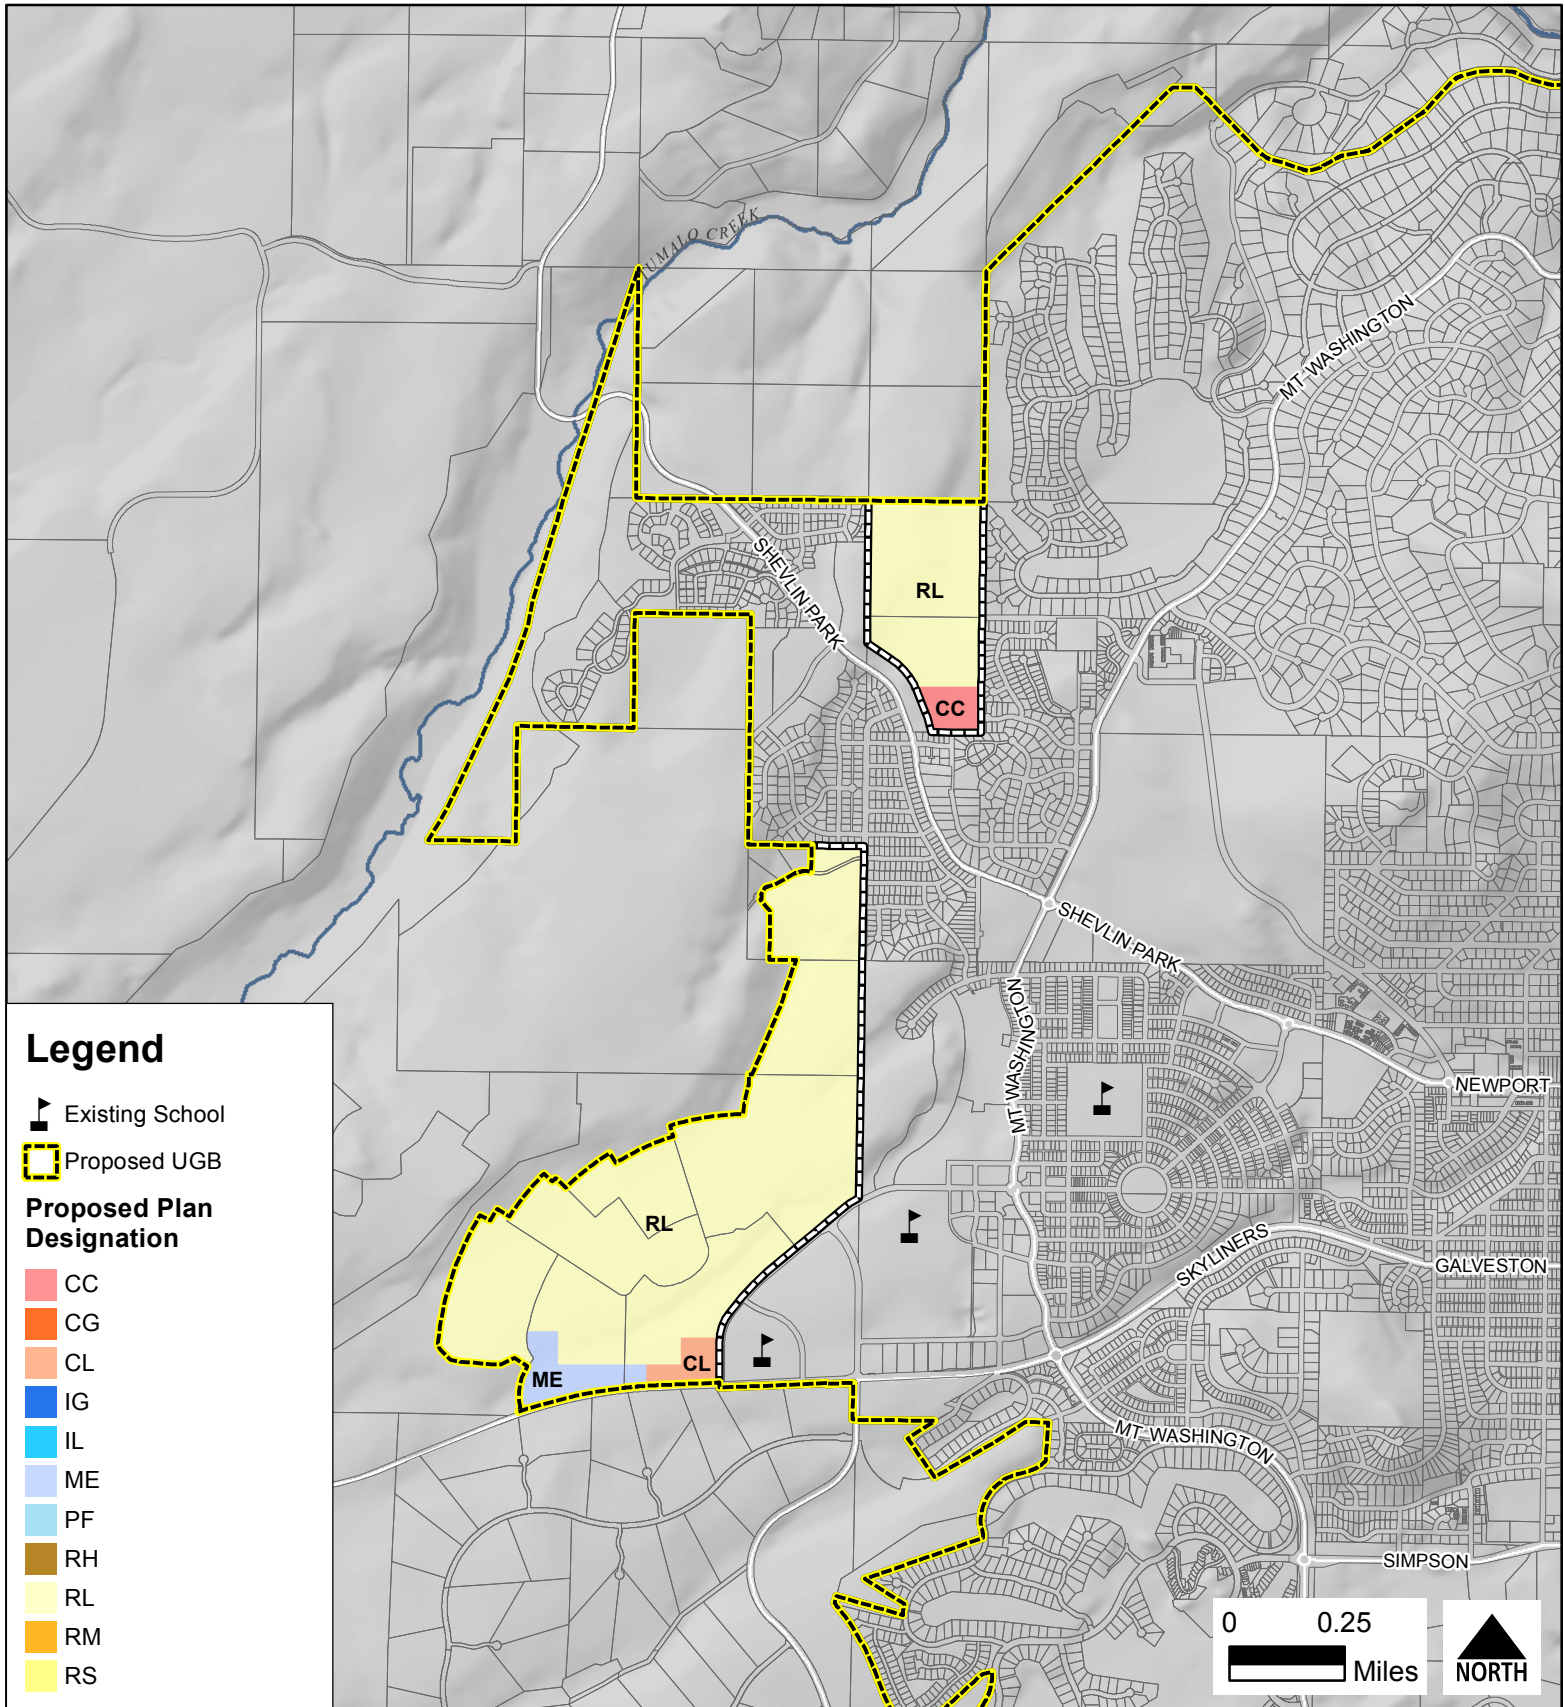 UMALO CREEK
MT WASHINGTON
SHEVLIN PARK
RL
CC
SHEVLIN PARK
MT WASHINGTON
NEWPORT
RL
SKYLINERS
GALVESTON
CL
ME
MT WASHINGTON
SIMPSON
Legend
Existing School
Proposed UGB
Proposed Plan
Designation
CC
CG
CL
IG
IL
ME
PF
RH
RL
RM
RS
0 0.25
Miles
NORTH